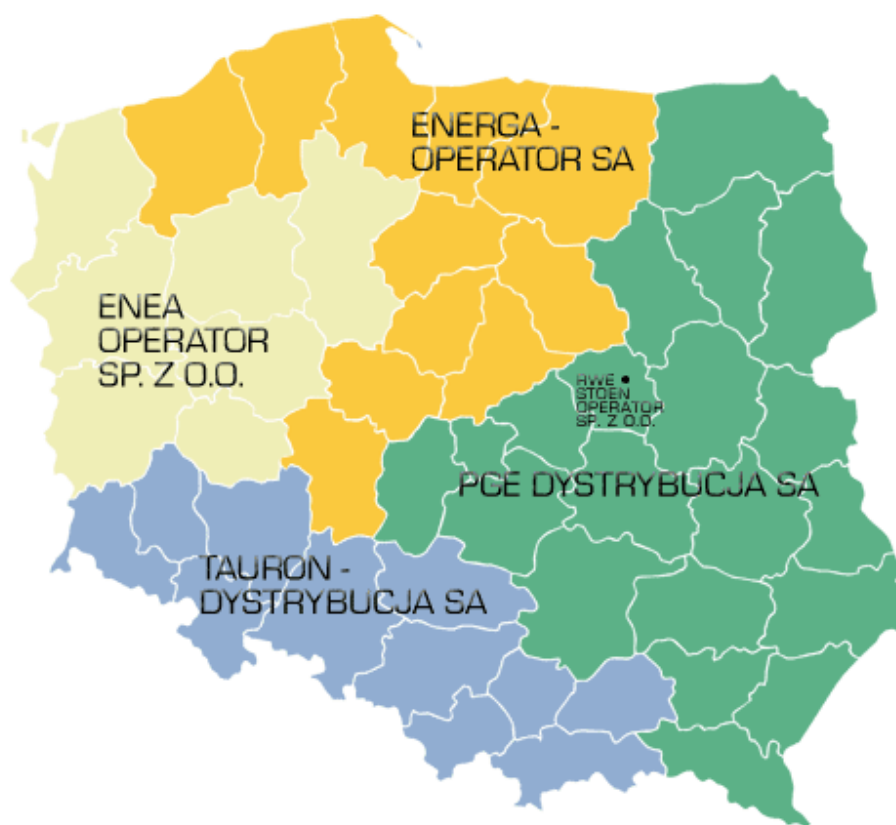 ENERGA -
OPERATOR SA
ENEA
OPERATOR
SP. Z O.O.
RWE
STOEN
OPERATOR
SP. Z O.O.
PGE DYSTRYBUCJA SA
TAURON -
DYSTRYBUCJA SA